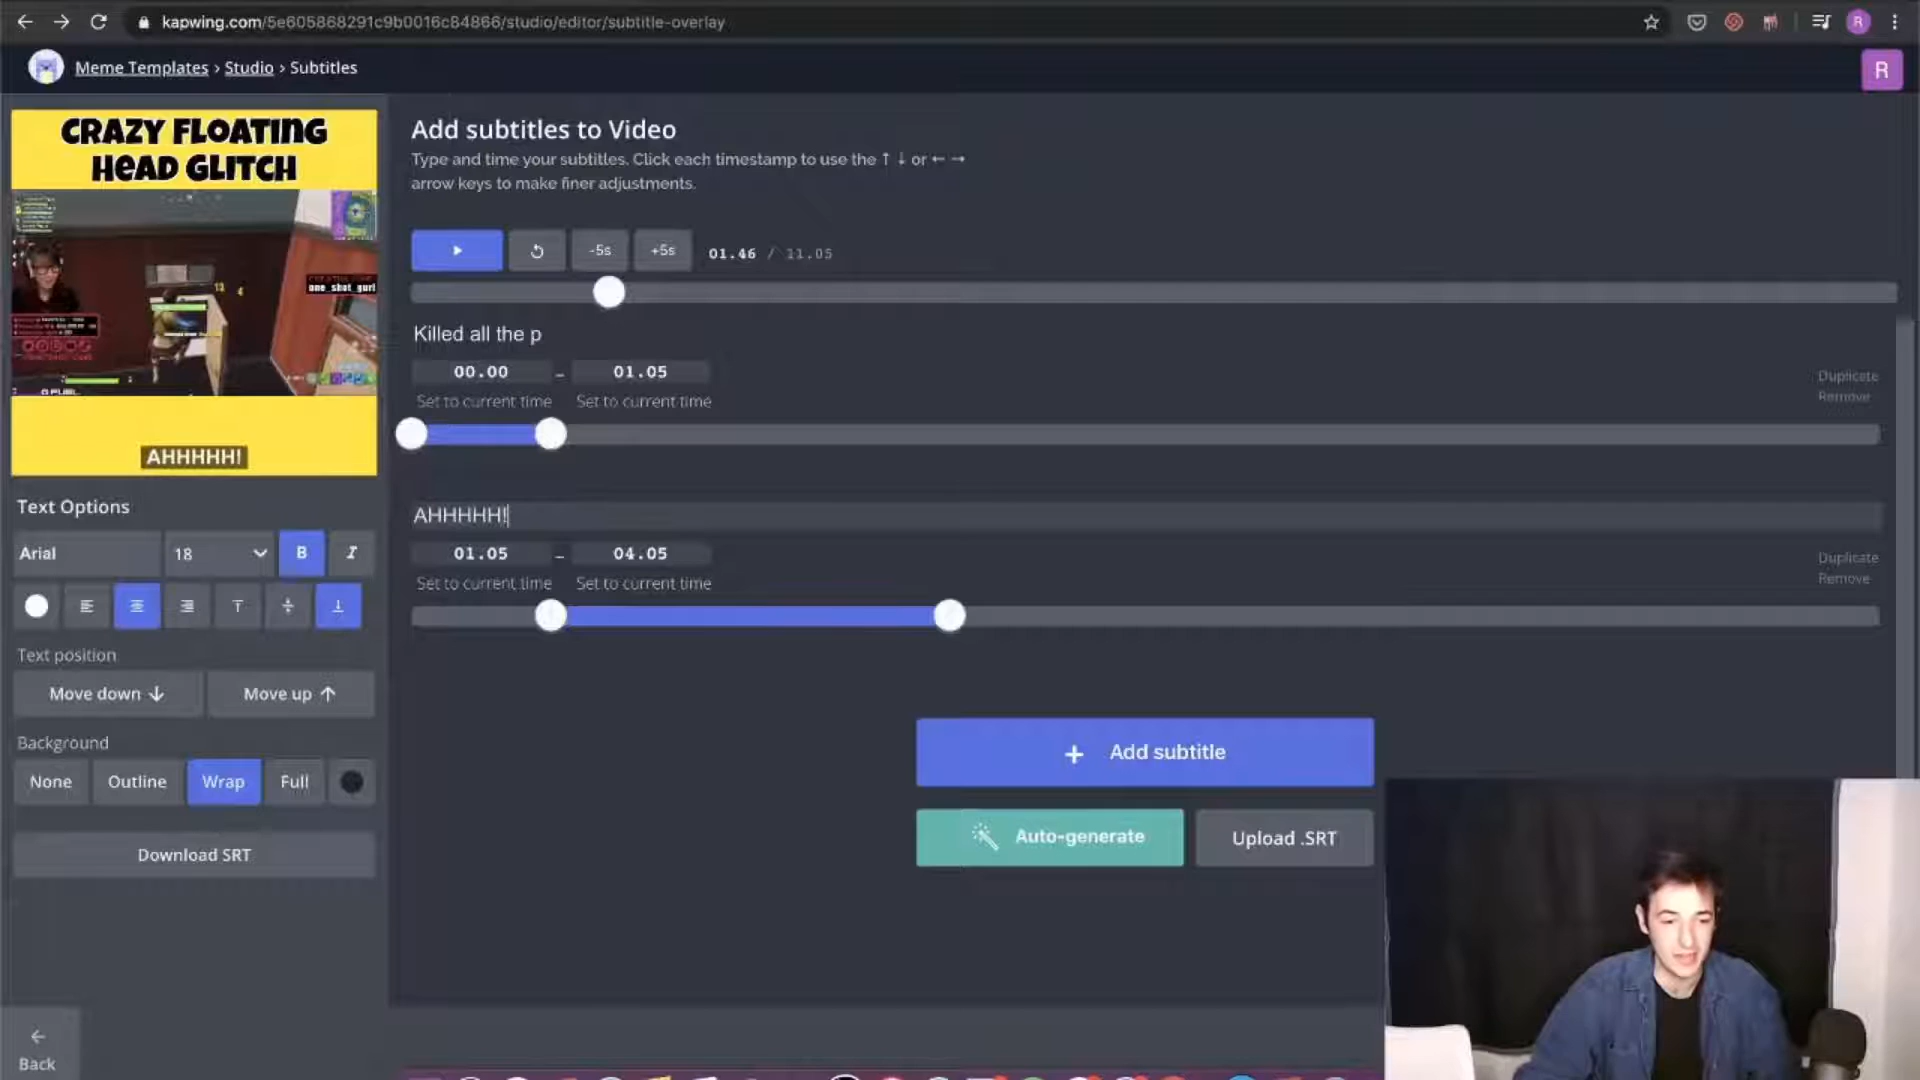 kapwing.com/5e605868291c9b0016c84866/studio/editor/subtitle-overlay
R
Meme Templates › Studio › Subtitles
R
CRAZY FLOATING
HEAD GLITCH
13
4
one_shot_gurl
AHHHHH!
Add subtitles to Video
Type and time your subtitles. Click each timestamp to use the ↑ ↓ or ← →
arrow keys to make finer adjustments.
-5s
+5s
01.46 / 11.05
Killed all the p
00.00 – 01.05
Set to current time
Set to current time
Duplicate
Remove
AHHHHH!
01.05 – 04.05
Set to current time
Set to current time
Duplicate
Remove
+ Add subtitle
Auto-generate
Upload .SRT
Text Options
Arial
18
B
I
Text position
Move down ↓
Move up ↑
Background
None
Outline
Wrap
Full
Download SRT
←
Back